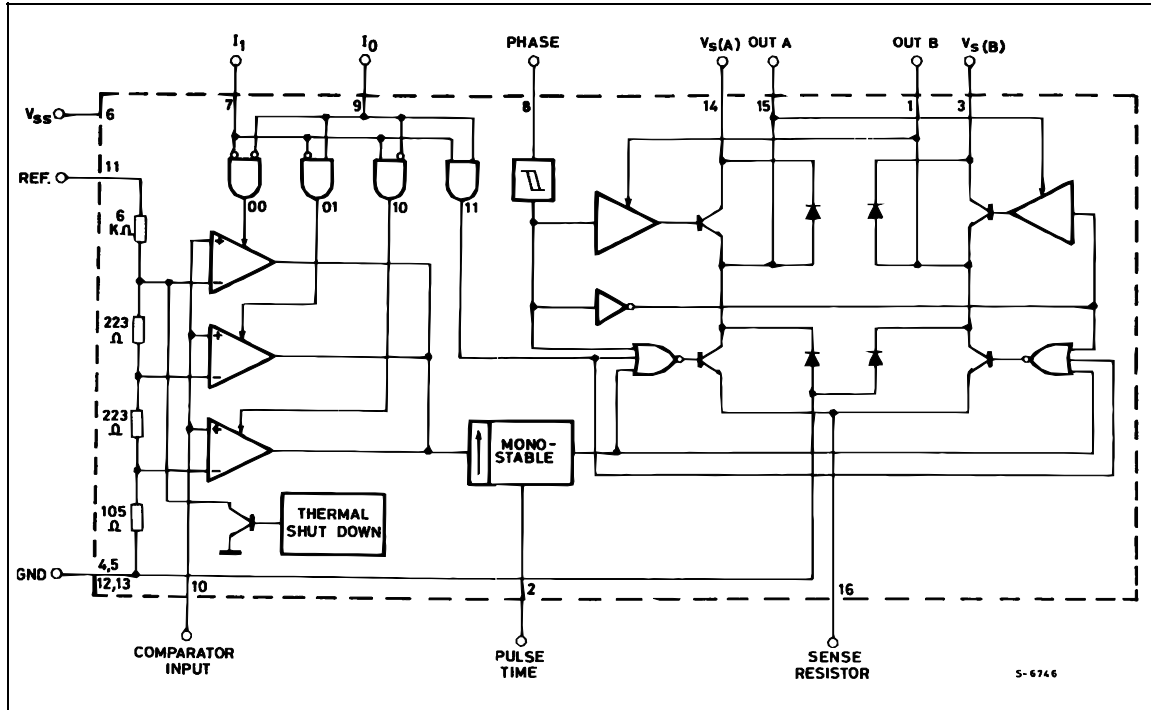 I1 I0 PHASE VS(A) OUT A OUT B VS(B)
VSS 6 7 9 8 14 15 1 3
REF. 11
00 01 10 11
6
KΩ
+
-
223
Ω
+
-
223
Ω
+
-
MONO-
STABLE
105
Ω
THERMAL
SHUT DOWN
GND 4,5
12,13 10 2 16
COMPARATOR
INPUT
PULSE
TIME
SENSE
RESISTOR
S-6746